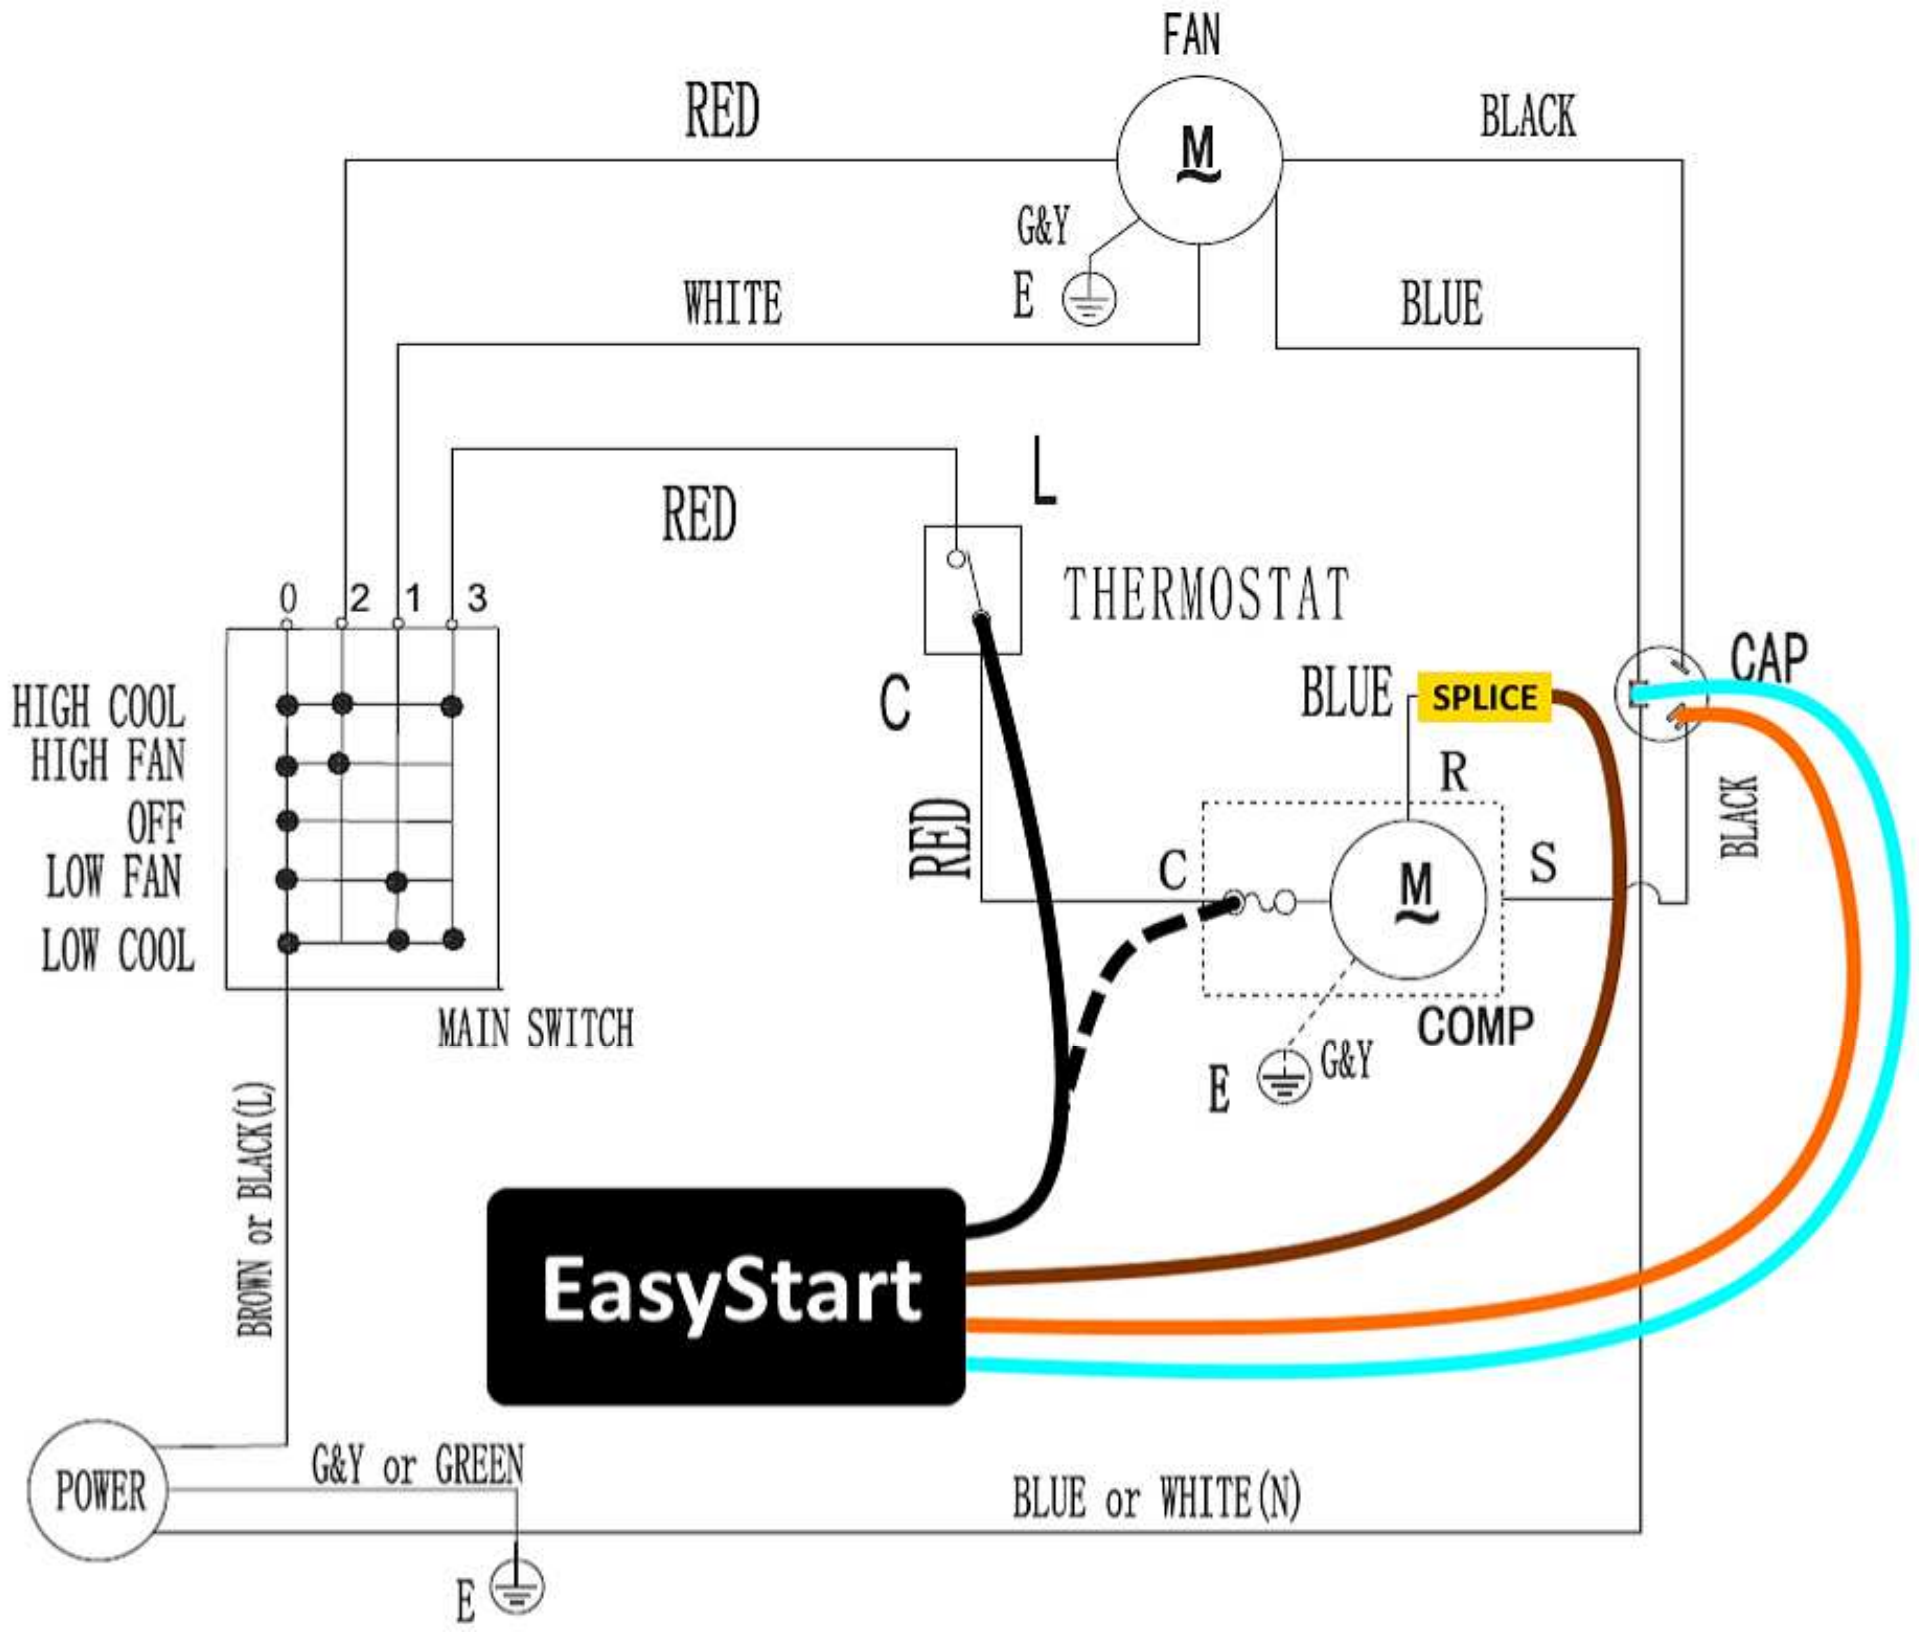 FAN
RED
BLACK
M
G&Y
E
WHITE
BLUE
L
RED
THERMOSTAT
0 2 1 3
HIGH COOL
HIGH FAN
OFF
LOW FAN
LOW COOL
MAIN SWITCH
C
RED
BLUE
SPLICE
CAP
R
BLACK
C
M
S
COMP
E
G&Y
BROWN or BLACK(L)
EasyStart
POWER
G&Y or GREEN
BLUE or WHITE(N)
E